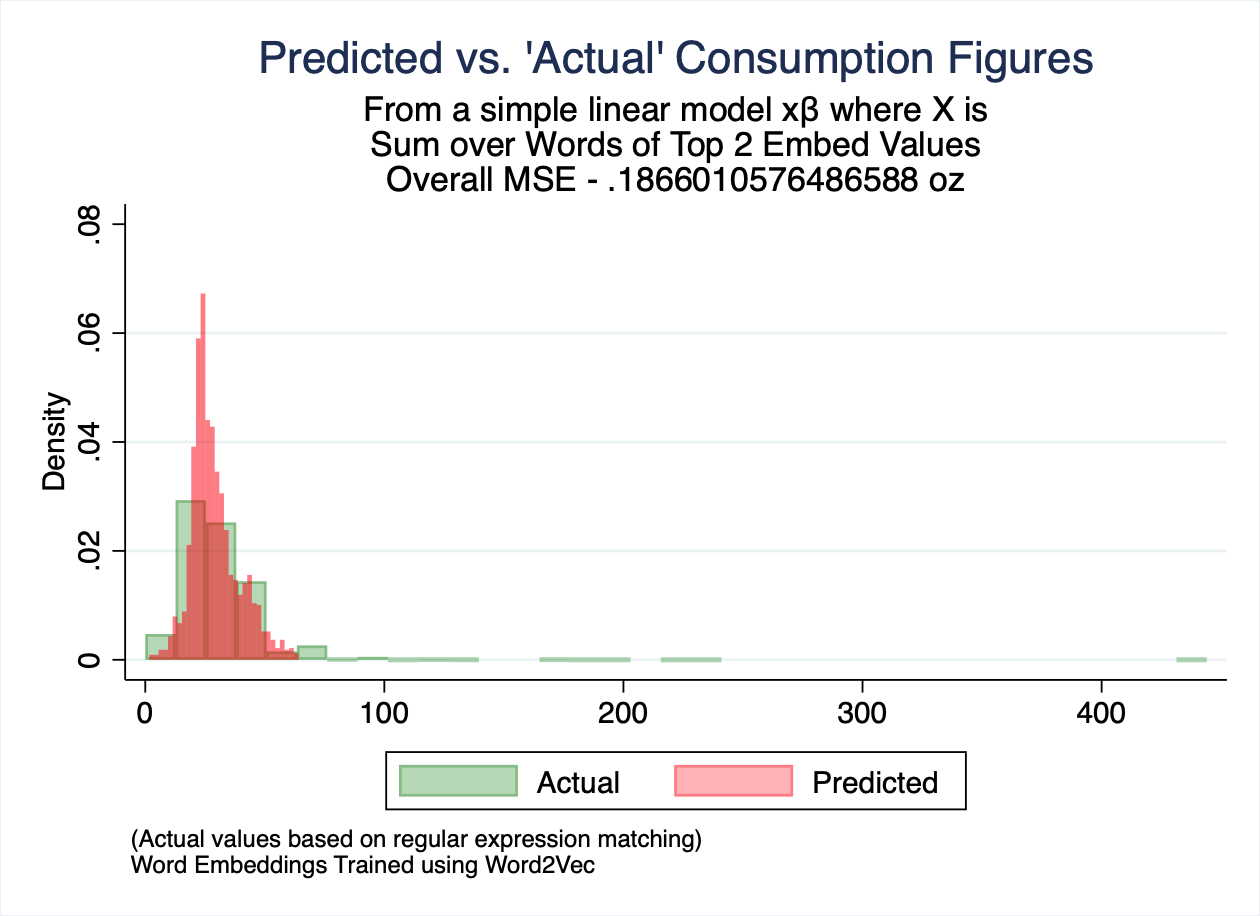 Predicted vs. 'Actual' Consumption Figures
From a simple linear model xβ where X is
Sum over Words of Top 2 Embed Values
Overall MSE - .1866010576486588 oz
.08
.06
.04
.02
0
Density
0 100 200 300 400
Actual Predicted
(Actual values based on regular expression matching)
Word Embeddings Trained using Word2Vec